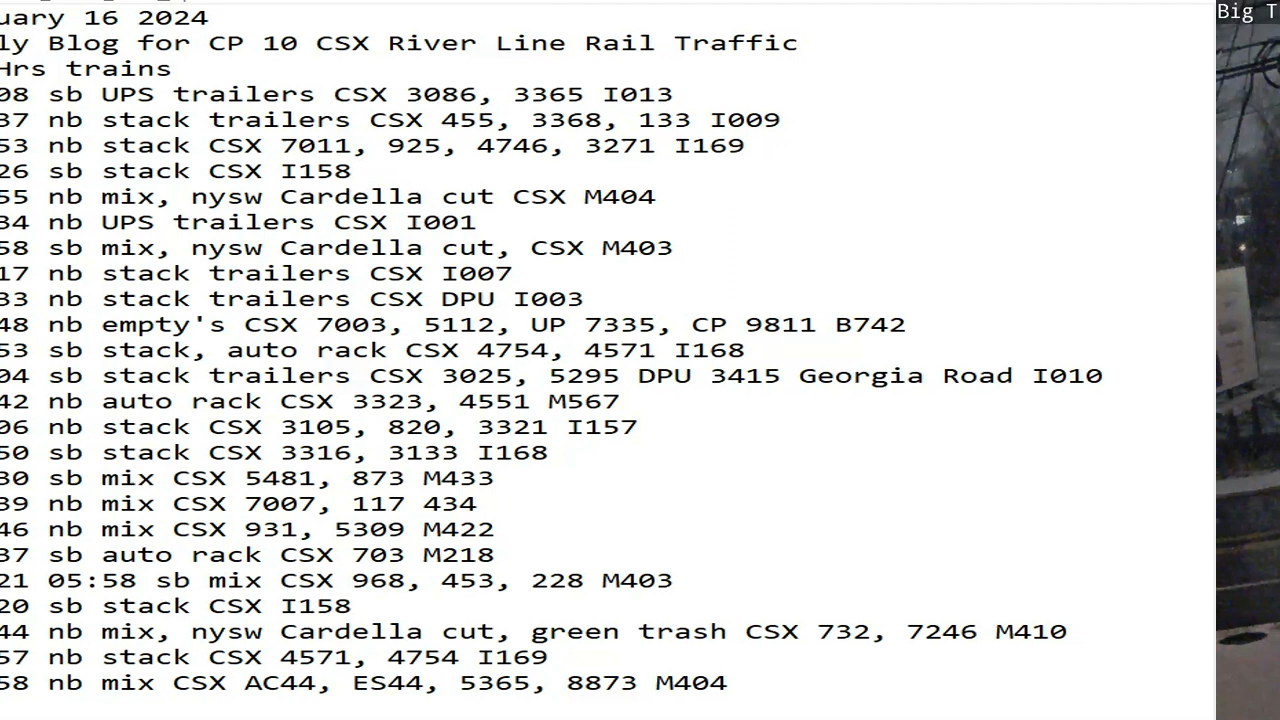 uary 16 2024
ly Blog for CP 10 CSX River Line Rail Traffic
Hrs trains
08 sb UPS trailers CSX 3086, 3365 I013
37 nb stack trailers CSX 455, 3368, 133 I009
53 nb stack CSX 7011, 925, 4746, 3271 I169
26 sb stack CSX I158
55 nb mix, nysw Cardella cut CSX M404
34 nb UPS trailers CSX I001
58 sb mix, nysw Cardella cut, CSX M403
17 nb stack trailers CSX I007
33 nb stack trailers CSX DPU I003
48 nb empty's CSX 7003, 5112, UP 7335, CP 9811 B742
53 sb stack, auto rack CSX 4754, 4571 I168
04 sb stack trailers CSX 3025, 5295 DPU 3415 Georgia Road I010
42 nb auto rack CSX 3323, 4551 M567
06 nb stack CSX 3105, 820, 3321 I157
50 sb stack CSX 3316, 3133 I168
30 sb mix CSX 5481, 873 M433
39 nb mix CSX 7007, 117 434
46 nb mix CSX 931, 5309 M422
37 sb auto rack CSX 703 M218
21 05:58 sb mix CSX 968, 453, 228 M403
20 sb stack CSX I158
44 nb mix, nysw Cardella cut, green trash CSX 732, 7246 M410
57 nb stack CSX 4571, 4754 I169
58 nb mix CSX AC44, ES44, 5365, 8873 M404
Big T